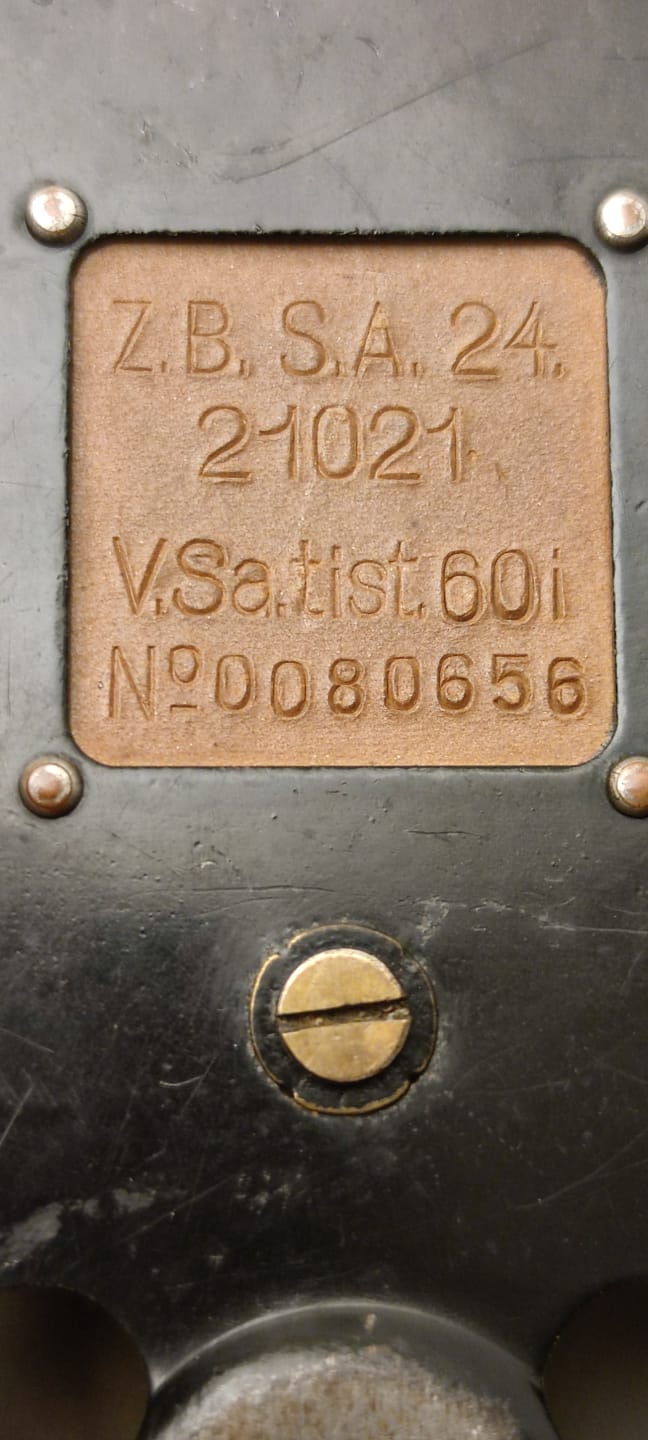 Z.B. S.A. 24.
21021.
V.Sa.tist.60i
Nº0080656